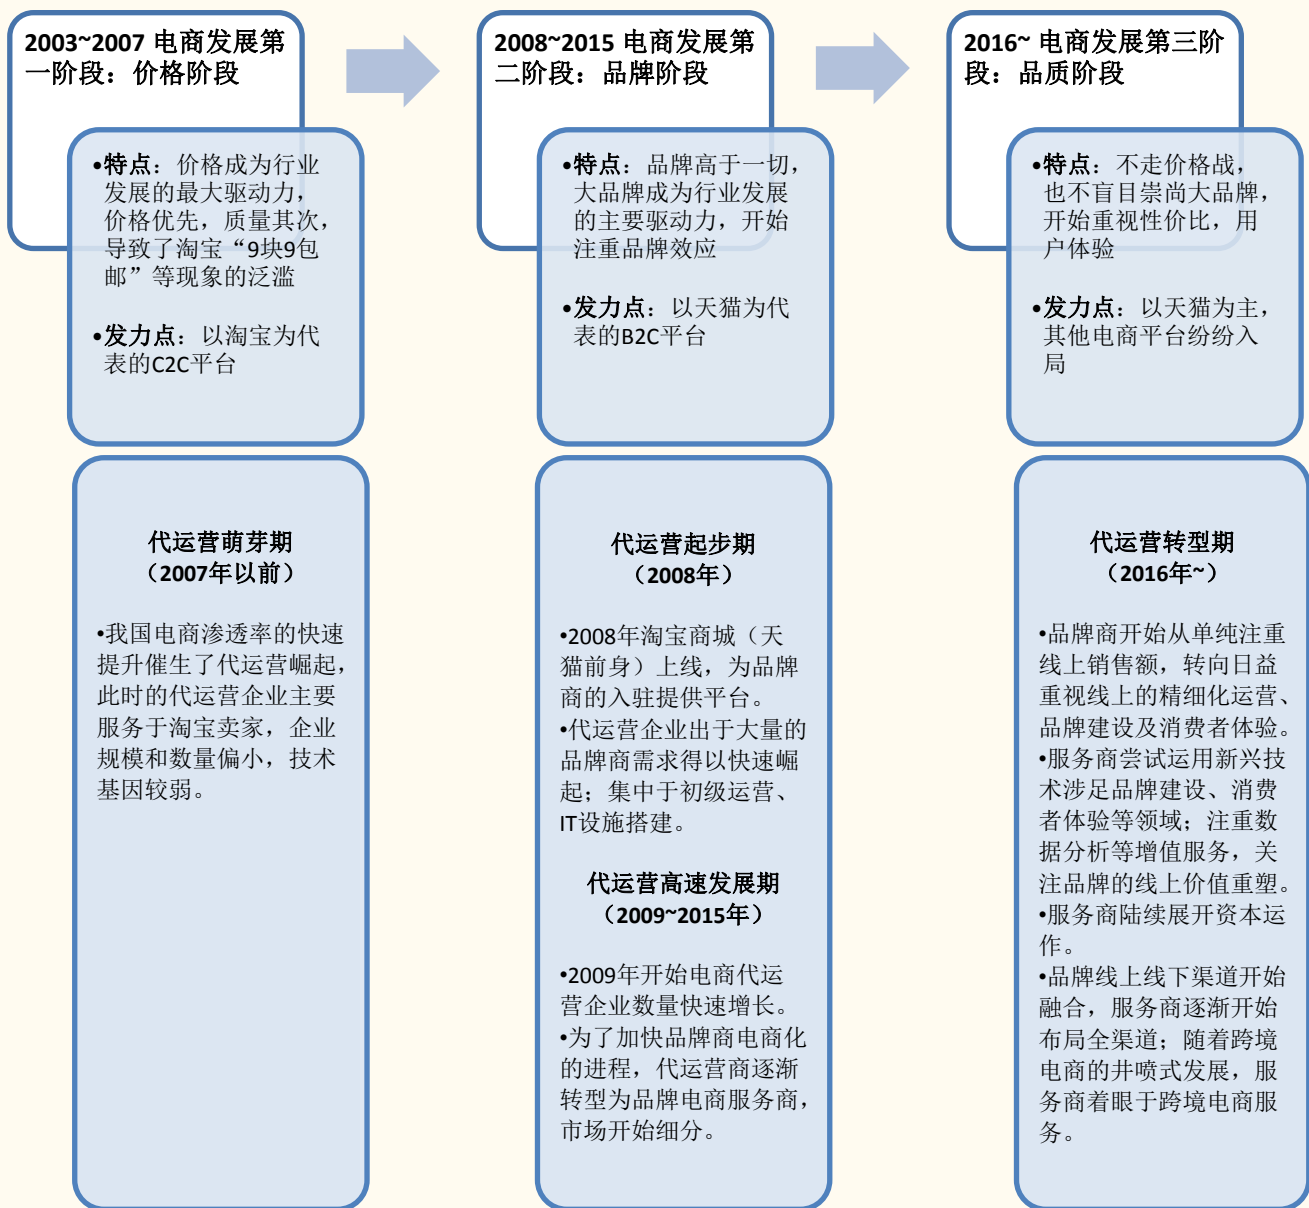 2003~2007 电商发展第
一阶段：价格阶段
•特点：价格成为行业
发展的最大驱动力，
价格优先，质量其次，
导致了淘宝“9块9包
邮”等现象的泛滥
•发力点：以淘宝为代
表的C2C平台
2008~2015 电商发展第
二阶段：品牌阶段
•特点：品牌高于一切，
大品牌成为行业发展
的主要驱动力，开始
注重品牌效应
•发力点：以天猫为代
表的B2C平台
2016~ 电商发展第三阶
段：品质阶段
•特点：不走价格战，
也不盲目崇尚大品牌，
开始重视性价比，用
户体验
•发力点：以天猫为主，
其他电商平台纷纷入
局
代运营萌芽期
（2007年以前）
•我国电商渗透率的快速
提升催生了代运营崛起，
此时的代运营企业主要
服务于淘宝卖家，企业
规模和数量偏小，技术
基因较弱。
代运营起步期
（2008年）
•2008年淘宝商城（天
猫前身）上线，为品牌
商的入驻提供平台。
•代运营企业出于大量的
品牌商需求得以快速崛
起；集中于初级运营、
IT设施搭建。
代运营高速发展期
（2009~2015年）
•2009年开始电商代运
营企业数量快速增长。
•为了加快品牌商电商化
的进程，代运营商逐渐
转型为品牌电商服务商，
市场开始细分。
代运营转型期
（2016年~）
•品牌商开始从单纯注重
线上销售额，转向日益
重视线上的精细化运营、
品牌建设及消费者体验。
•服务商尝试运用新兴技
术涉足品牌建设、消费
者体验等领域；注重数
据分析等增值服务，关
注品牌的线上价值重塑。
•服务商陆续展开资本运
作。
•品牌线上线下渠道开始
融合，服务商逐渐开始
布局全渠道；随着跨境
电商的井喷式发展，服
务商着眼于跨境电商服
务。